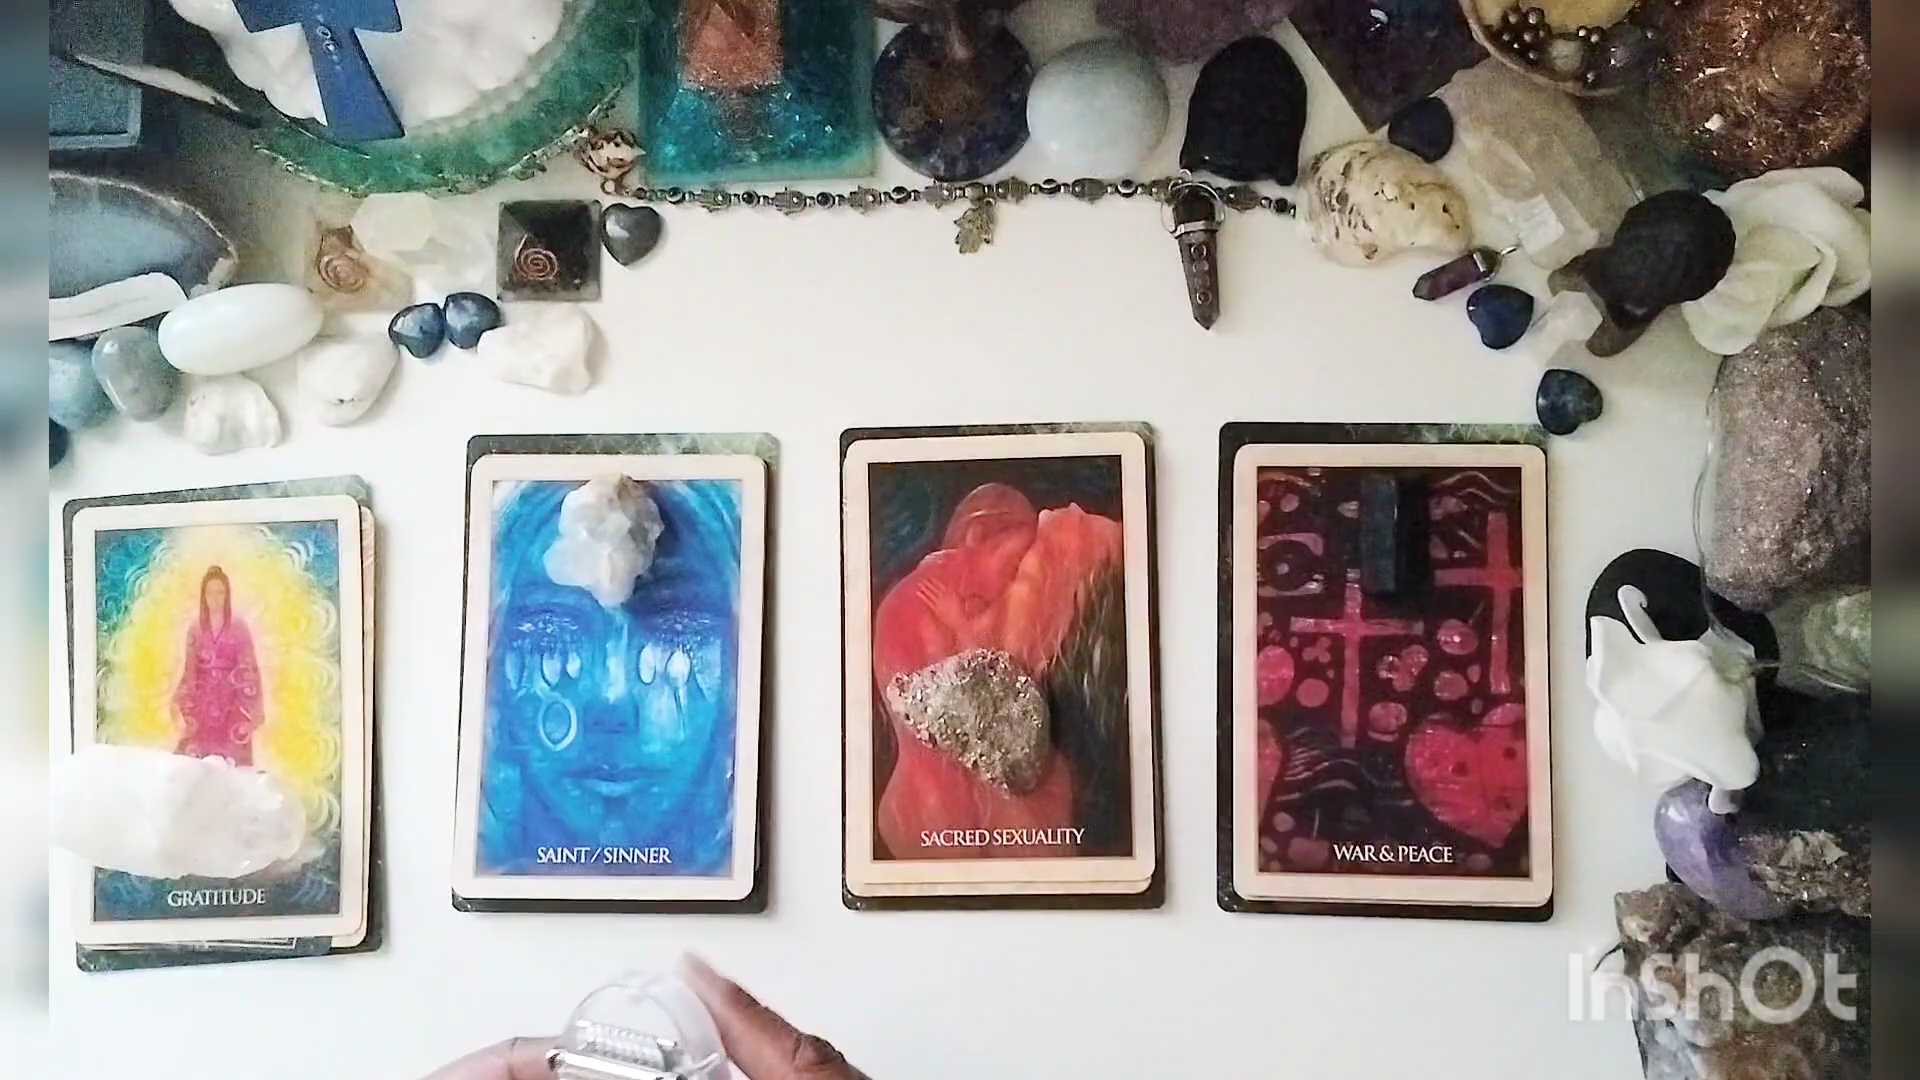 GRATITUDE
SAINT / SINNER
SACRED SEXUALITY
WAR & PEACE
InShOt